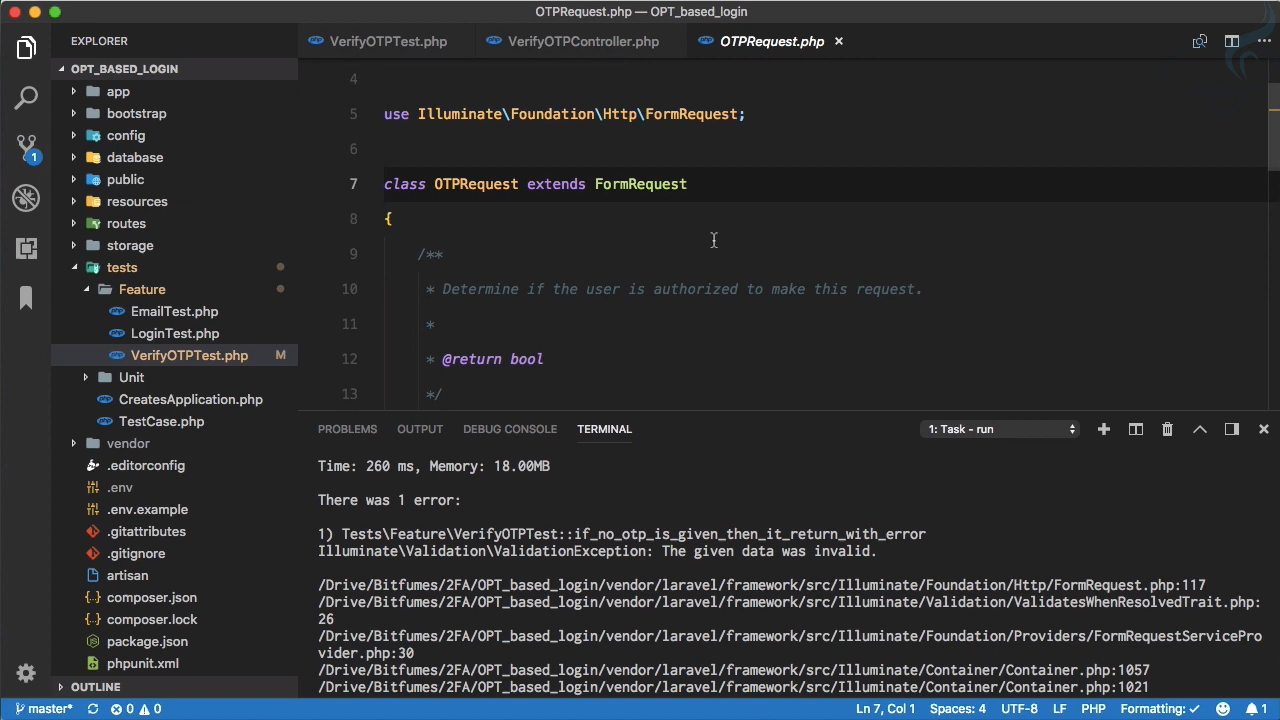 OTPRequest.php — OPT_based_login
EXPLORER
VerifyOTPTest.php
VerifyOTPController.php
OTPRequest.php
OPT_BASED_LOGIN
app
bootstrap
config
database
public
resources
routes
storage
tests
Feature
EmailTest.php
LoginTest.php
VerifyOTPTest.php M
Unit
CreatesApplication.php
TestCase.php
vendor
.editorconfig
.env
.env.example
.gitattributes
.gitignore
artisan
composer.json
composer.lock
package.json
phpunit.xml
OUTLINE
1
4
5 use Illuminate\Foundation\Http\FormRequest;
6
7 class OTPRequest extends FormRequest
8 {
9 /**
10 * Determine if the user is authorized to make this request.
11 *
12 * @return bool
13 */
PROBLEMS OUTPUT DEBUG CONSOLE TERMINAL 1: Task - run
Time: 260 ms, Memory: 18.00MB
There was 1 error:
1) Tests\Feature\VerifyOTPTest::if_no_otp_is_given_then_it_return_with_error
Illuminate\Validation\ValidationException: The given data was invalid.
/Drive/Bitfumes/2FA/OPT_based_login/vendor/laravel/framework/src/Illuminate/Foundation/Http/FormRequest.php:117
/Drive/Bitfumes/2FA/OPT_based_login/vendor/laravel/framework/src/Illuminate/Validation/ValidatesWhenResolvedTrait.php:
26
/Drive/Bitfumes/2FA/OPT_based_login/vendor/laravel/framework/src/Illuminate/Foundation/Providers/FormRequestServicePro
vider.php:30
/Drive/Bitfumes/2FA/OPT_based_login/vendor/laravel/framework/src/Illuminate/Container/Container.php:1057
/Drive/Bitfumes/2FA/OPT_based_login/vendor/laravel/framework/src/Illuminate/Container/Container.php:1021
master* 0 0 Ln 7, Col 1 Spaces: 4 UTF-8 LF PHP Formatting: ✓ 1